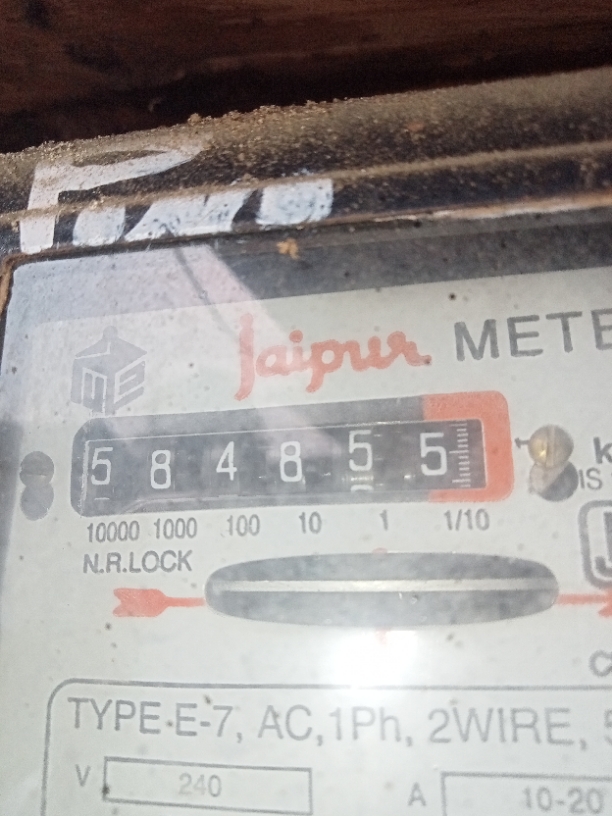 Jaipur METE
5 8 4 8 5 5
10000 1000 100 10 1 1/10
N.R.LOCK
TYPE-E-7, AC, 1Ph, 2WIRE,
V 240 A 10-20